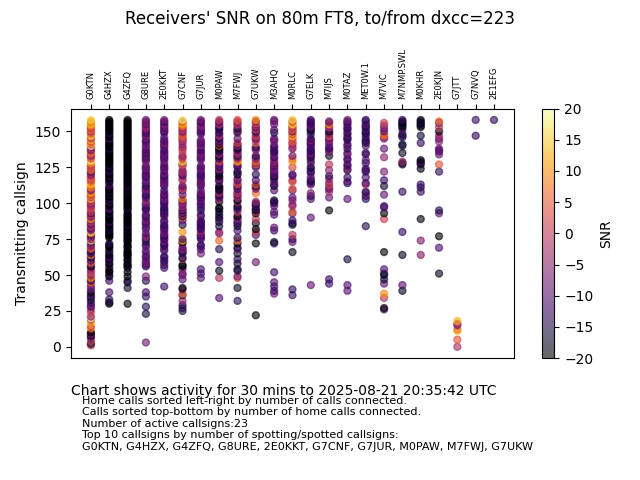 Receivers' SNR on 80m FT8, to/from dxcc=223
G0KTN G4HZX G4ZFQ G8URE 2E0KKT G7CNF G7JUR M0PAW M7FWJ G7UKW M3AHQ M0RLC G7ELK M7IJS M0TAZ MET0W.1 M7VIC M7NMP.SWL M0KHR 2E0KJN G7JTT G7NVQ 2E1EFG
Transmitting callsign
150
125
100
75
50
25
0
20
15
10
5
0
−5
−10
−15
−20
SNR
Chart shows activity for 30 mins to 2025-08-21 20:35:42 UTC
Home calls sorted left-right by number of calls connected.
Calls sorted top-bottom by number of home calls connected.
Number of active callsigns:23
Top 10 callsigns by number of spotting/spotted callsigns:
G0KTN, G4HZX, G4ZFQ, G8URE, 2E0KKT, G7CNF, G7JUR, M0PAW, M7FWJ, G7UKW